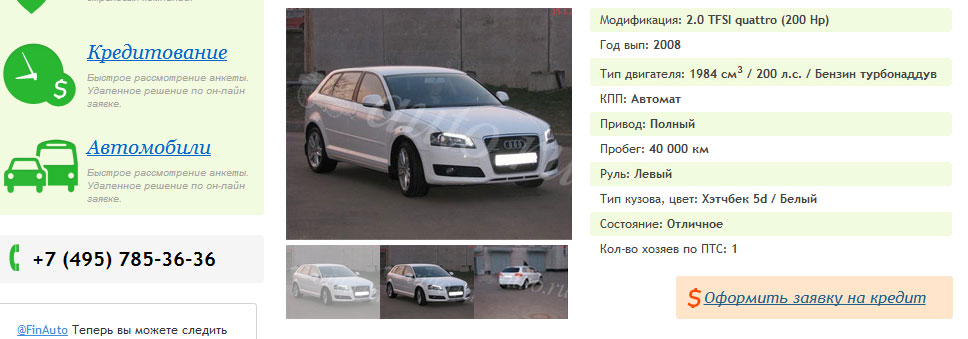 Кредитование
Быстрое рассмотрение анкеты.
Удаленное решение по он-лайн
заявке.
Автомобили
Быстрое рассмотрение анкеты.
Удаленное решение по он-лайн
заявке.
+7 (495) 785-36-36
@FinAuto Теперь вы можете следить
Модификация: 2.0 TFSI quattro (200 Hp)
Год вып: 2008
Тип двигателя: 1984 см³ / 200 л.с. / Бензин турбонаддув
КПП: Автомат
Привод: Полный
Пробег: 40 000 км
Руль: Левый
Тип кузова, цвет: Хэтчбек 5d / Белый
Состояние: Отличное
Кол-во хозяев по ПТС: 1
$ Оформить заявку на кредит